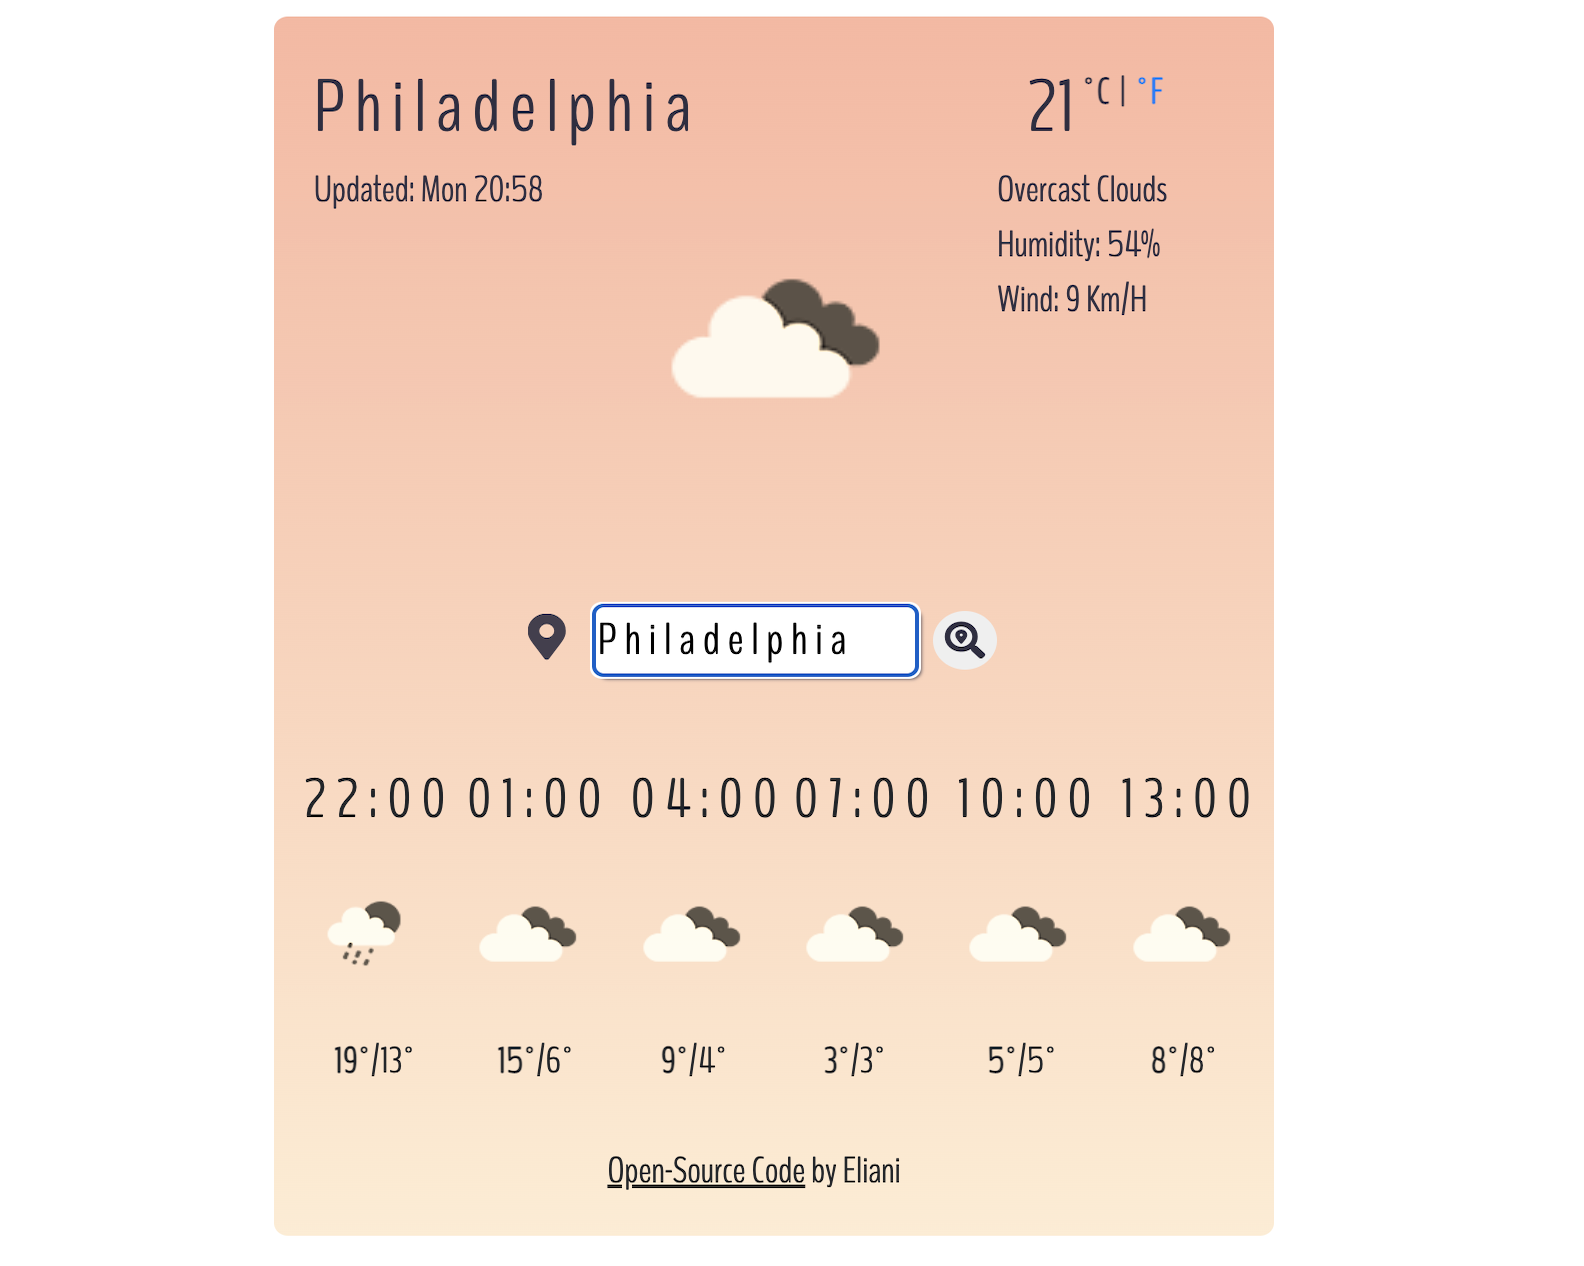 Philadelphia
21 °C | °F
Updated: Mon 20:58
Overcast Clouds
Humidity: 54%
Wind: 9 Km/H
Philadelphia
22:00 01:00 04:00 07:00 10:00 13:00
19°/13° 15°/6° 9°/4° 3°/3° 5°/5° 8°/8°
Open-Source Code by Eliani